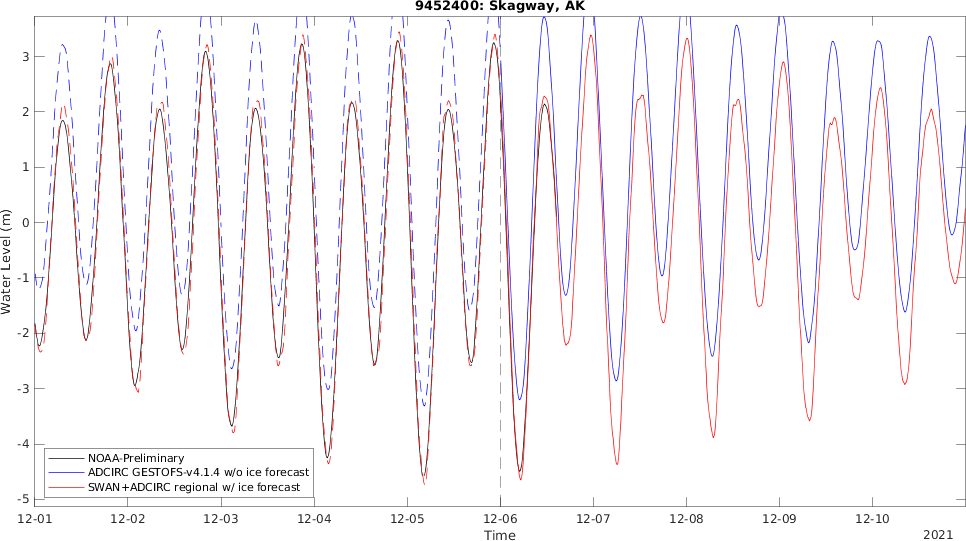 9452400: Skagway, AK
Water Level (m)
3
2
1
0
-1
-2
-3
-4
-5
NOAA-Preliminary
ADCIRC GESTOFS-v4.1.4 w/o ice forecast
SWAN+ADCIRC regional w/ ice forecast
12-01 12-02 12-03 12-04 12-05 12-06 12-07 12-08 12-09 12-10
Time
2021